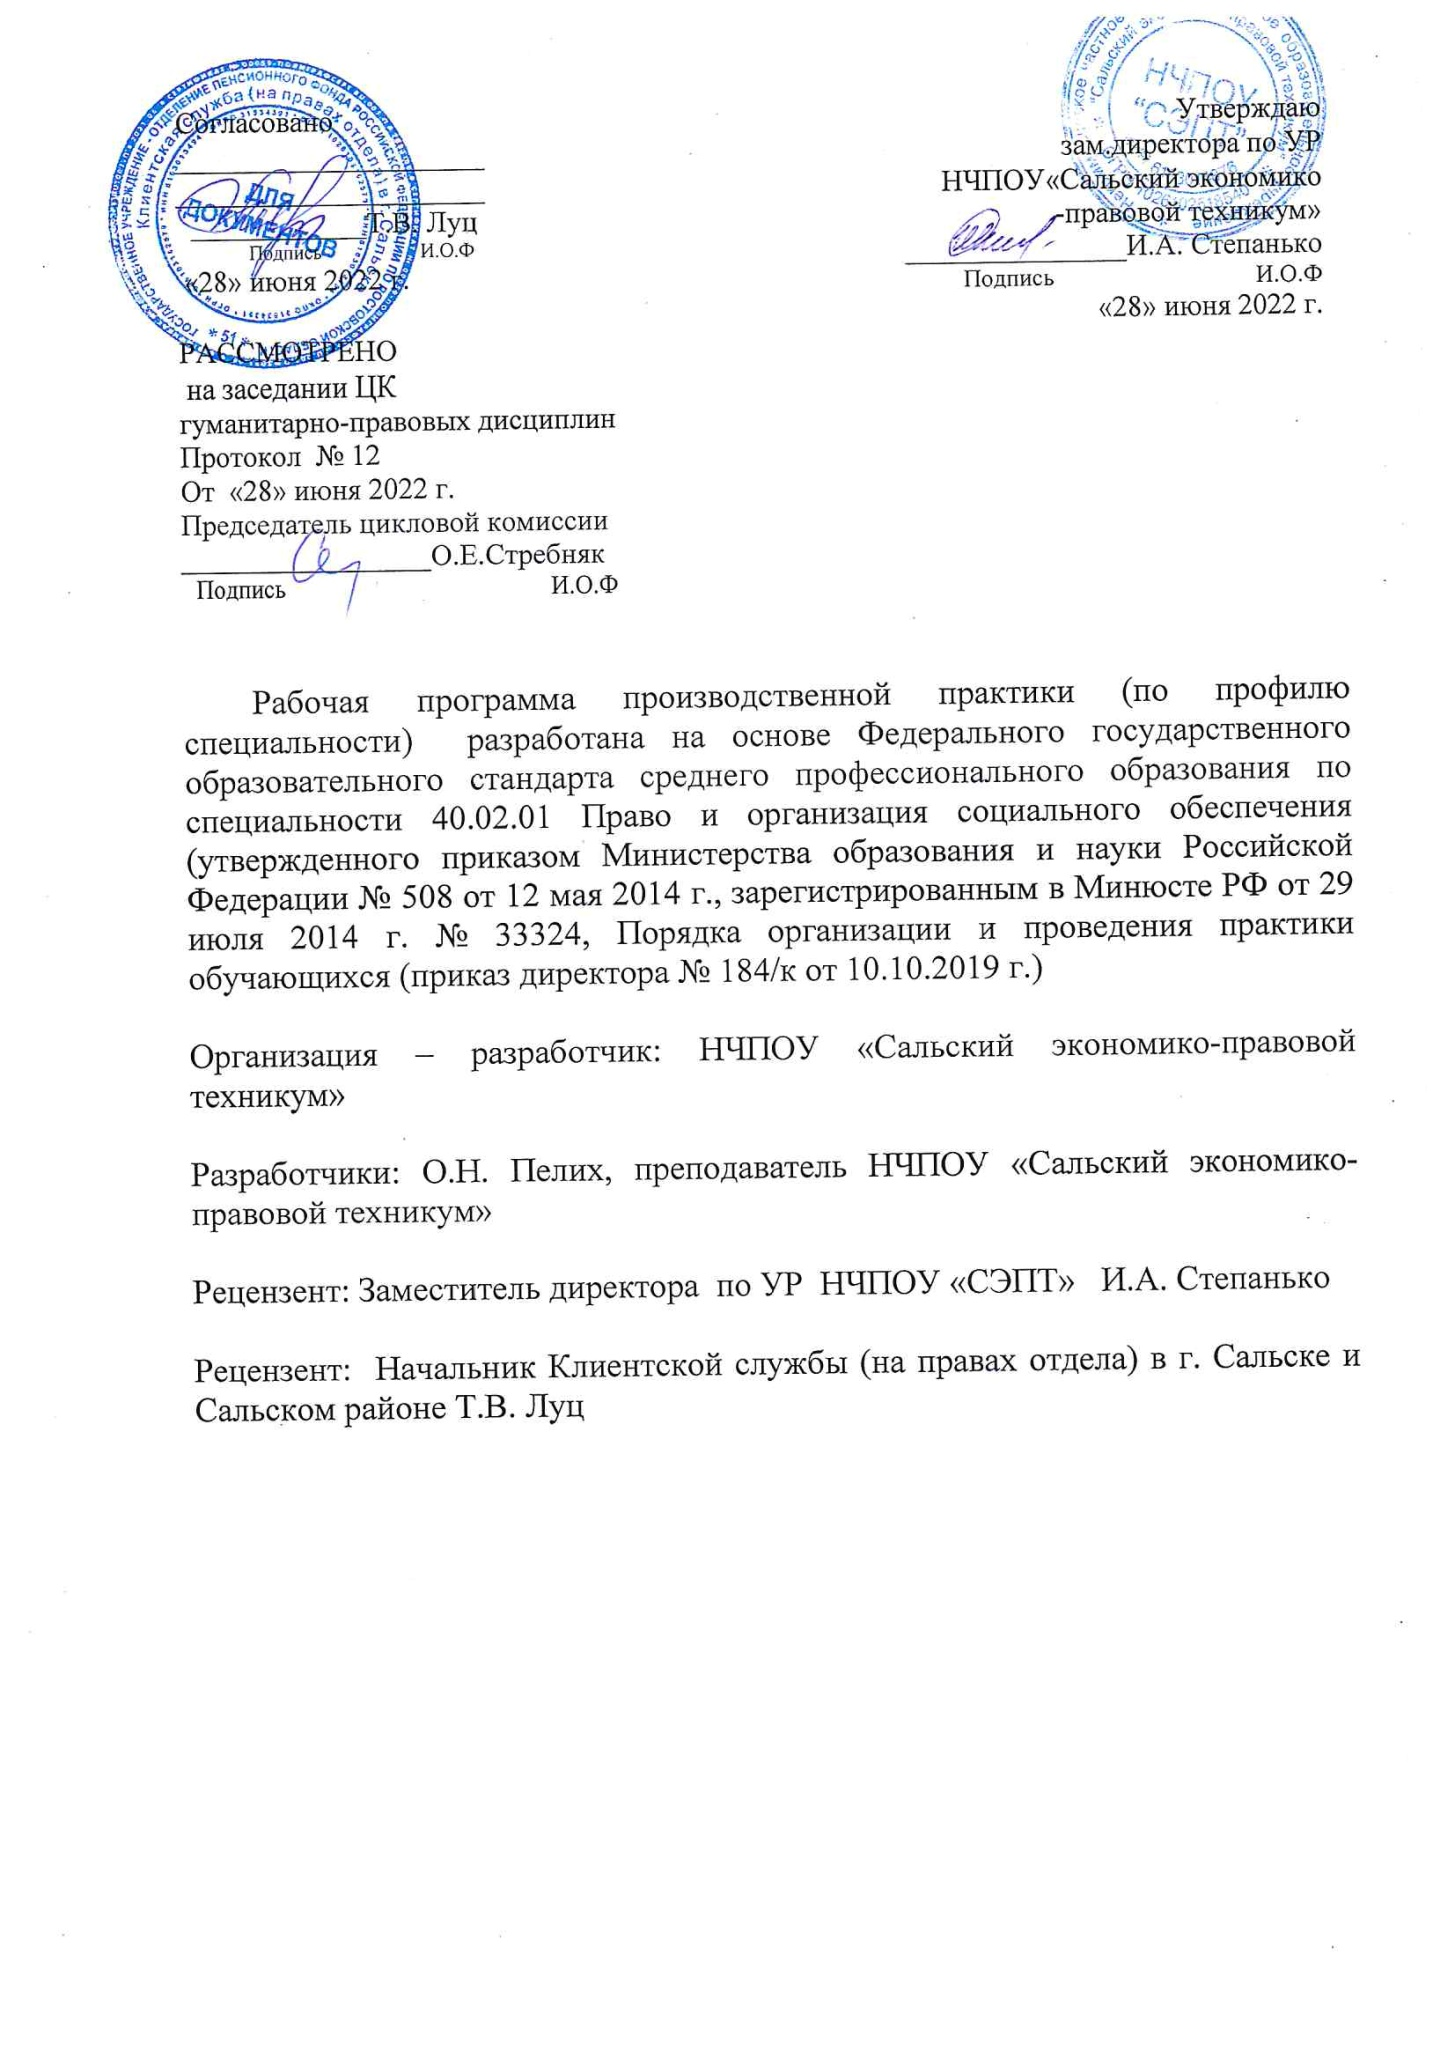 Согласовано
Т.В. Луц
Подпись И.О.Ф
«28» июня 2022 г.
ДЛЯ
ДОКУМЕНТОВ
НЧПОУ
"СЭПТ"
Утверждаю
зам.директора по УР
НЧПОУ«Сальский экономико
-правовой техникум»
И.А. Степанько
Подпись И.О.Ф
«28» июня 2022 г.
РАССМОТРЕНО
на заседании ЦК
гуманитарно-правовых дисциплин
Протокол № 12
От «28» июня 2022 г.
Председатель цикловой комиссии
О.Е.Стребняк
Подпись И.О.Ф
Рабочая программа производственной практики (по профилю
специальности) разработана на основе Федерального государственного
образовательного стандарта среднего профессионального образования по
специальности 40.02.01 Право и организация социального обеспечения
(утвержденного приказом Министерства образования и науки Российской
Федерации № 508 от 12 мая 2014 г., зарегистрированным в Минюсте РФ от 29
июля 2014 г. № 33324, Порядка организации и проведения практики
обучающихся (приказ директора № 184/к от 10.10.2019 г.)
Организация – разработчик: НЧПОУ «Сальский экономико-правовой
техникум»
Разработчики: О.Н. Пелих, преподаватель НЧПОУ «Сальский экономико-
правовой техникум»
Рецензент: Заместитель директора по УР НЧПОУ «СЭПТ» И.А. Степанько
Рецензент: Начальник Клиентской службы (на правах отдела) в г. Сальске и
Сальском районе Т.В. Луц